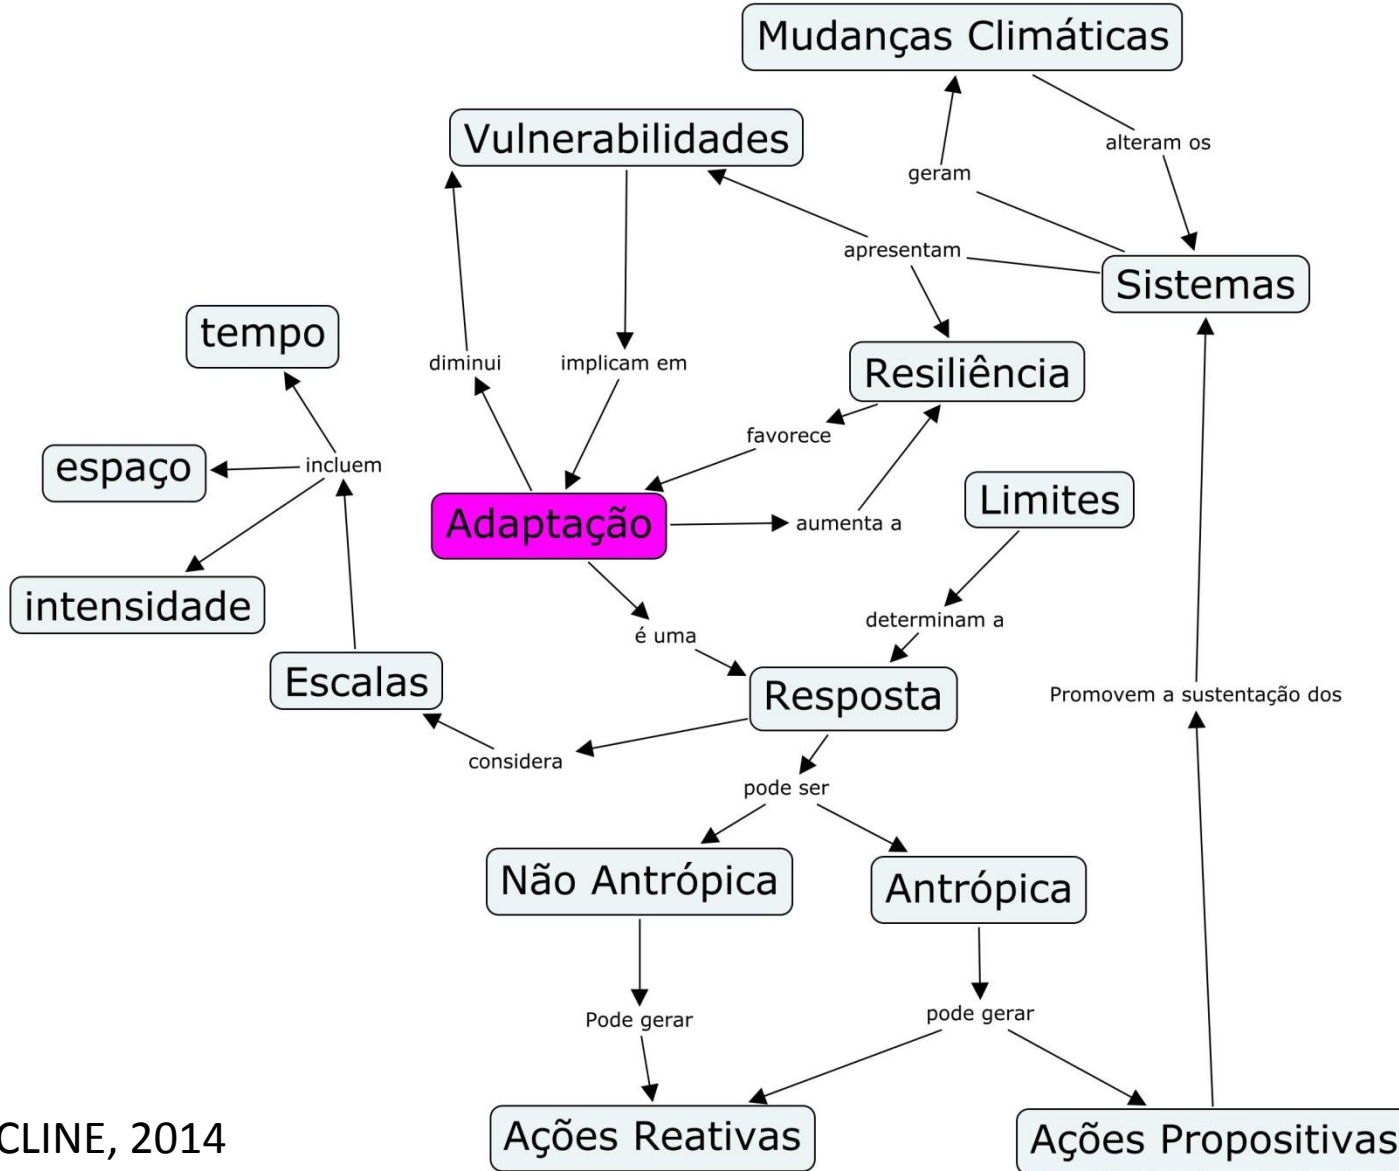 Mudanças Climáticas
Vulnerabilidades
alteram os
geram
apresentam
Sistemas
tempo
diminui
implicam em
Resiliência
favorece
espaço
incluem
Limites
Adaptação
aumenta a
intensidade
determinam a
é uma
Escalas
Resposta
Promovem a sustentação dos
considera
pode ser
Não Antrópica
Antrópica
Pode gerar
pode gerar
Ações Reativas
Ações Propositivas
CLINE, 2014